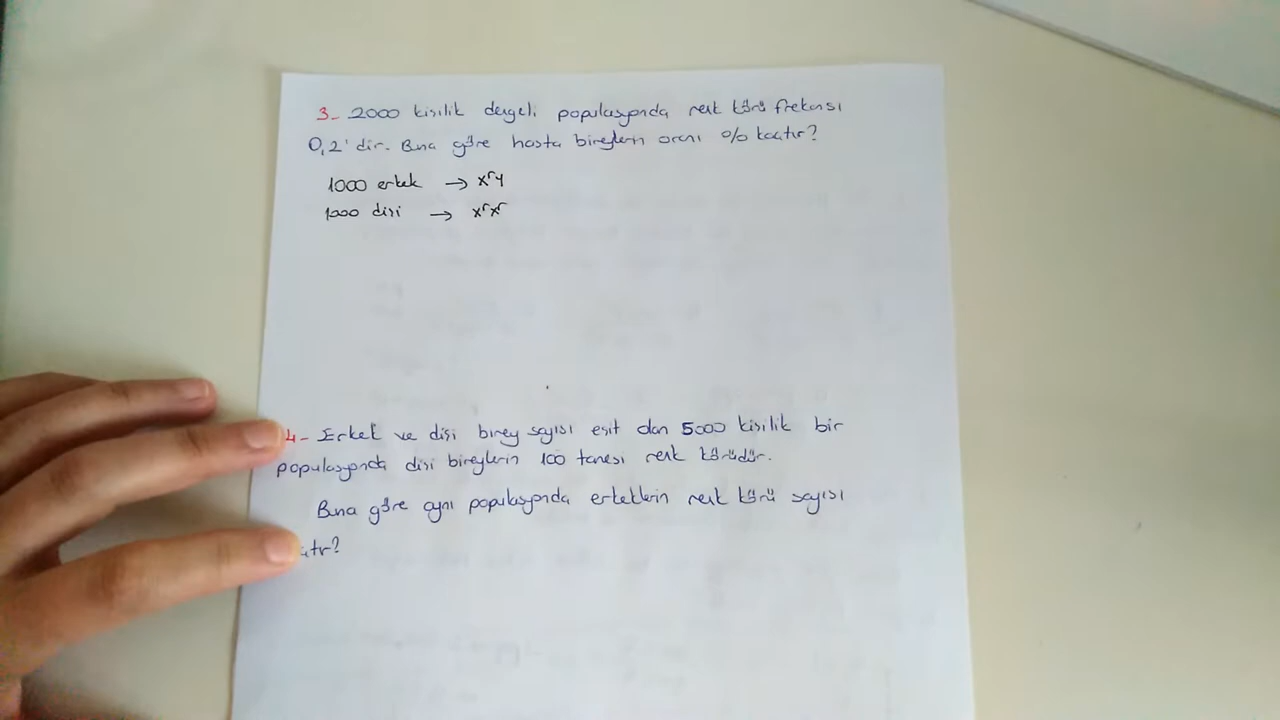 3- 2000 kişilik dengeli populasyonda renk körü frekansı
0,2'dir. Buna göre hasta bireylerin oranı % kaçtır?
1000 erkek → xʳy
1000 dişi → xʳxʳ
4- Erkek ve dişi birey sayısı eşit olan 5000 kişilik bir
populasyonda dişi bireylerin 100 tanesi renk körüdür.
Buna göre aynı populasyonda erkeklerin renk körü sayısı